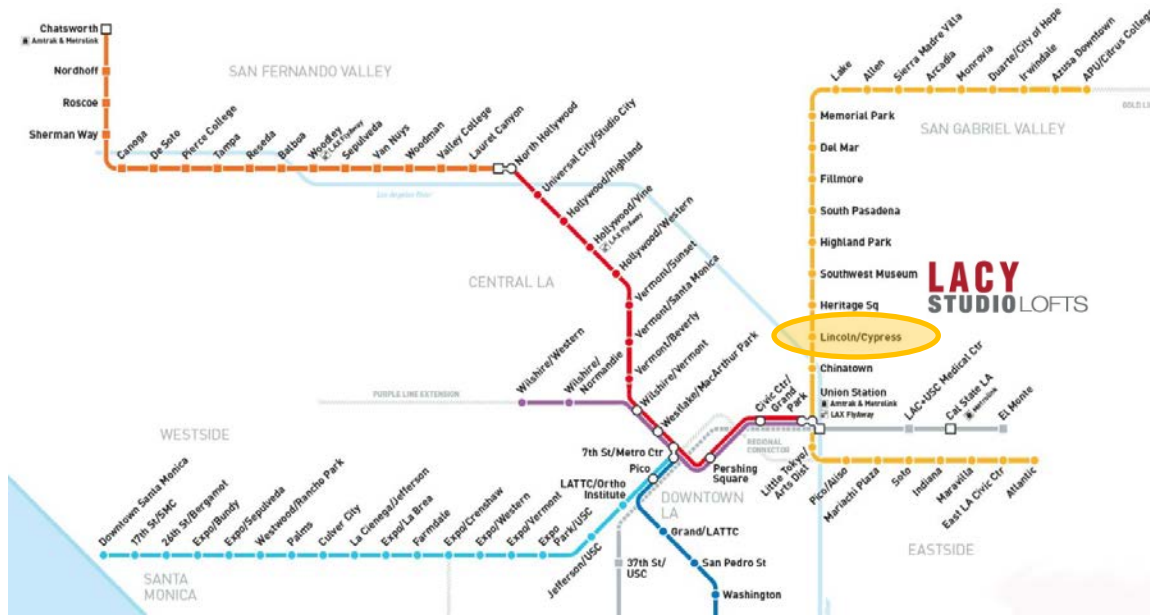 Chatsworth
Amtrak & Metrolink
Nordhoff
Roscoe
Sherman Way
SAN FERNANDO VALLEY
Canoga
De Soto
Pierce College
Tampa
Reseda
Balboa
Woodley
LAX Flyaway
Sepulveda
Van Nuys
Woodman
Valley College
Laurel Canyon
North Hollywood
Universal City/Studio City
Hollywood/Highland
Hollywood/Vine
LAX Flyaway
Hollywood/Western
Vermont/Sunset
Vermont/Santa Monica
Vermont/Beverly
Wilshire/Vermont
Westlake/MacArthur Park
Los Angeles River
CENTRAL LA
Wilshire/Western
Wilshire/
Normandie
PURPLE LINE EXTENSION
WESTSIDE
7th St/Metro Ctr
Pico
Pershing
Square
Civic Ctr/
Grand
Park
REGIONAL
CONNECTOR
DOWNTOWN
LA
LATTC/Ortho
Institute
Grand/LATTC
San Pedro St
Washington
37th St/
USC
Downtown Santa Monica
17th St/SMC
26th St/Bergamot
Expo/Bundy
Expo/Sepulveda
Westwood/Rancho Park
Palms
Culver City
La Cienega/Jefferson
Expo/La Brea
Farmdale
Expo/Crenshaw
Expo/Western
Expo/Vermont
Expo
Park/USC
Jefferson/USC
SANTA
MONICA
Lake
Allen
Sierra Madre Villa
Arcadia
Monrovia
Duarte/City of Hope
Irwindale
Azusa Downtown
APU/Citrus College
GOLD LI
SAN GABRIEL VALLEY
Memorial Park
Del Mar
Fillmore
South Pasadena
Highland Park
Southwest Museum
Heritage Sq
LACY
STUDIO LOFTS
Lincoln/Cypress
Chinatown
Union Station
Amtrak & Metrolink
LAX Flyaway
LAC+USC Medical Ctr
Cal State LA
Metrolink
El Monte
Little Tokyo/
Arts Dist
Pico/Aliso
Mariachi Plaza
Soto
Indiana
Maravilla
East LA Civic Ctr
Atlantic
EASTSIDE